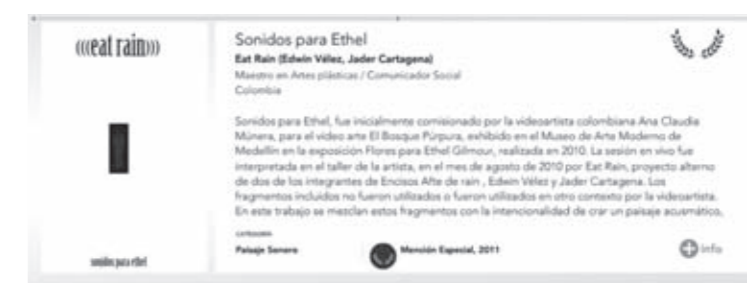 (((eat rain)))
sonidos para ethel
Sonidos para Ethel
Eat Rain (Edwin Vélez, Jader Cartagena)
Maestro en Artes plásticas / Comunicador Social
Colombia
Sonidos para Ethel, fue inicialmente comisionado por la videoartista colombiana Ana Claudia
Múnera, para el video arte El Bosque Púrpura, exhibido en el Museo de Arte Moderno de
Medellín en la exposición Flores para Ethel Gilmour, realizada en 2010. La sesión en vivo fue
interpretada en el taller de la artista, en el mes de agosto de 2010 por Eat Rain, proyecto alterno
de dos de los integrantes de Encisos Afte de rain , Edwin Vélez y Jader Cartagena. Los
fragmentos incluidos no fueron utilizados o fueron utilizados en otro contexto por la videoartista.
En este trabajo se mezclan estos fragmentos con la intencionalidad de crar un paisaje acusmático,
CATEGORÍA
Paisaje Sonoro
Mención Especial, 2011
info